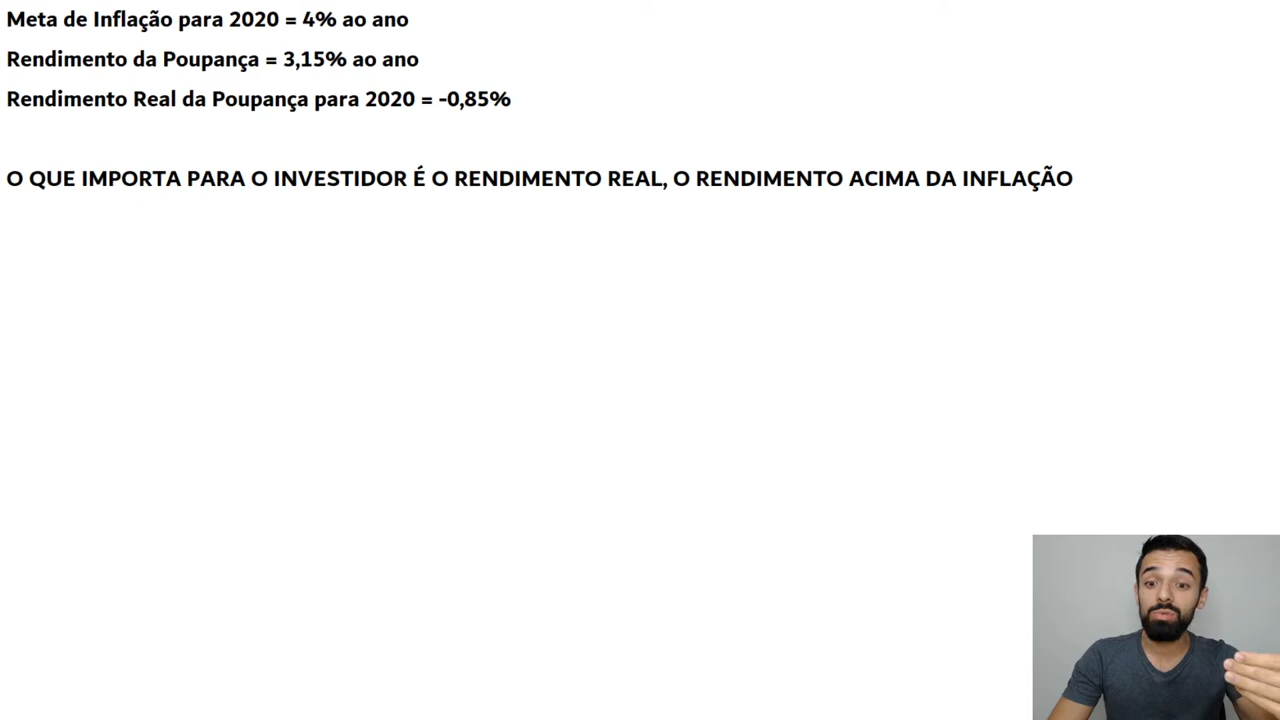 Meta de Inflação para 2020 = 4% ao ano
Rendimento da Poupança = 3,15% ao ano
Rendimento Real da Poupança para 2020 = -0,85%
O QUE IMPORTA PARA O INVESTIDOR É O RENDIMENTO REAL, O RENDIMENTO ACIMA DA INFLAÇÃO